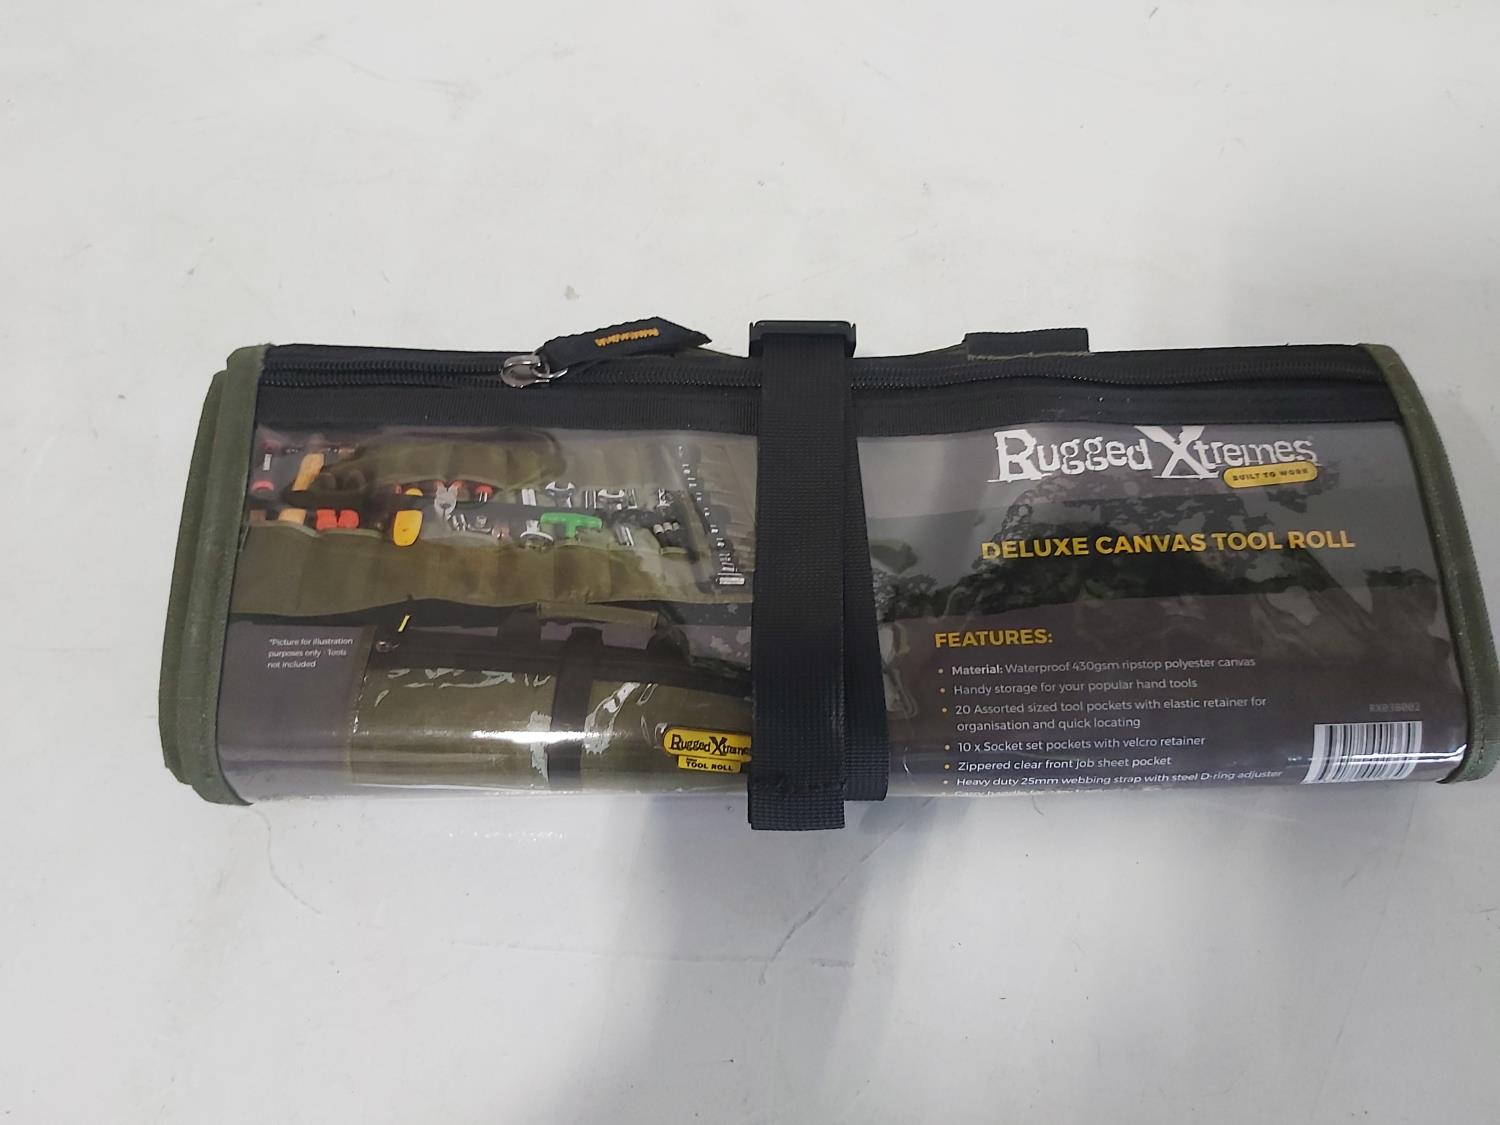 Rugged Xtremes
BUILT TO WORK
DELUXE CANVAS TOOL ROLL
*Picture for illustration
purposes only - Tools
not included
FEATURES:
• Material: Waterproof 430gsm ripstop polyester canvas
• Handy storage for your popular hand tools
• 20 Assorted sized tool pockets with elastic retainer for
organisation and quick locating
• 10 x Socket set pockets with velcro retainer
• Zippered clear front job sheet pocket
• Heavy duty 25mm webbing strap with steel D-ring adjuster
RX03B002
Rugged Xtremes
TOOL ROLL